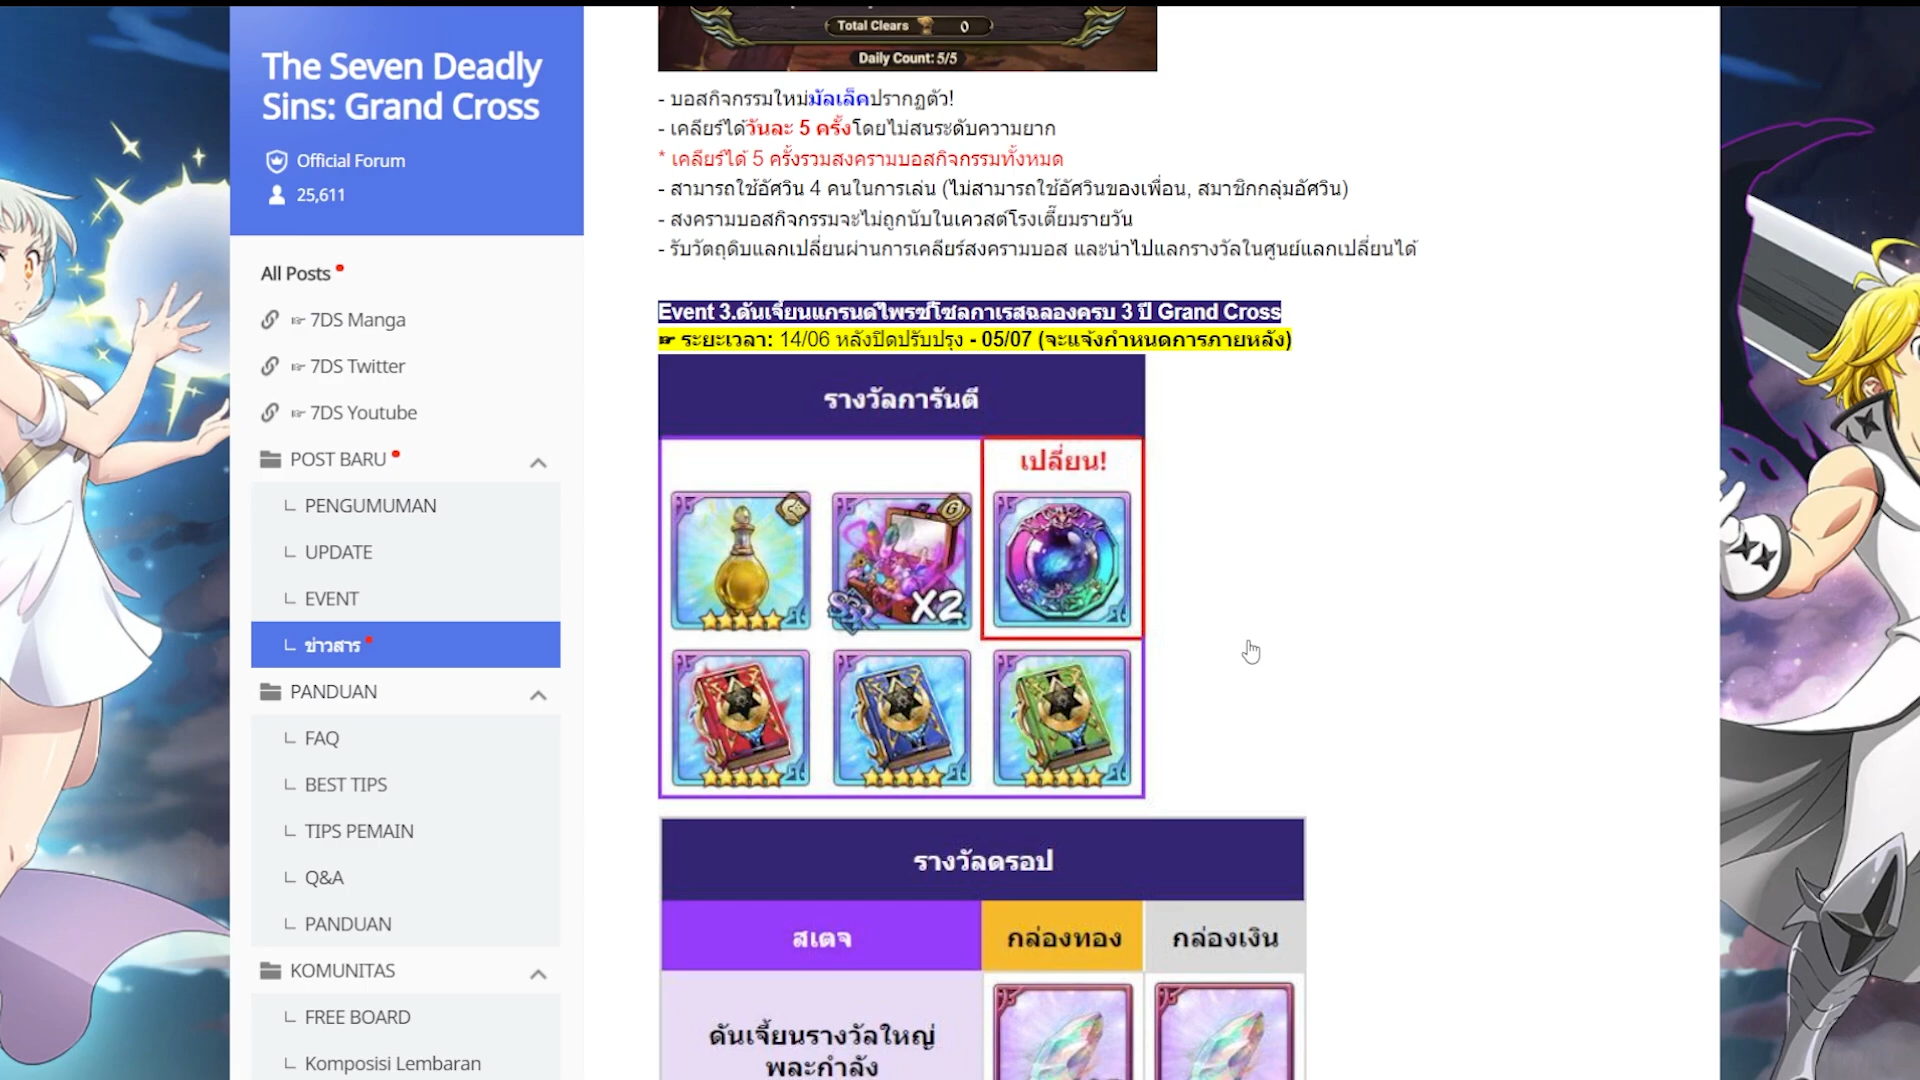 Total Clears 0
Daily Count: 5/5
The Seven Deadly
Sins: Grand Cross
Official Forum
25,611
All Posts
☞ 7DS Manga
☞ 7DS Twitter
☞ 7DS Youtube
POST BARU
PENGUMUMAN
UPDATE
EVENT
ข่าวสาร
PANDUAN
FAQ
BEST TIPS
TIPS PEMAIN
Q&A
PANDUAN
KOMUNITAS
FREE BOARD
Komposisi Lembaran
- บอสกิจกรรมใหม่มัลเล็คปรากฏตัว!
- เคลียร์ได้วันละ 5 ครั้งโดยไม่สนระดับความยาก
* เคลียร์ได้ 5 ครั้งรวมสงครามบอสกิจกรรมทั้งหมด
- สามารถใช้อัศวิน 4 คนในการเล่น (ไม่สามารถใช้อัศวินของเพื่อน, สมาชิกกลุ่มอัศวิน)
- สงครามบอสกิจกรรมจะไม่ถูกนับในเควสต์โรงเตี๊ยมรายวัน
- รับวัตถุดิบแลกเปลี่ยนผ่านการเคลียร์สงครามบอส และนำไปแลกรางวัลในศูนย์แลกเปลี่ยนได้
Event 3.ดันเจี้ยนแกรนด์ไพรซ์โซลกาเรสฉลองครบ 3 ปี Grand Cross
☛ ระยะเวลา: 14/06 หลังปิดปรับปรุง - 05/07 (จะแจ้งกำหนดการภายหลัง)
รางวัลการันตี
เปลี่ยน!
SSR X2
รางวัลดรอป
สเตจ กล่องทอง กล่องเงิน
ดันเจี้ยนรางวัลใหญ่
พละกำลัง